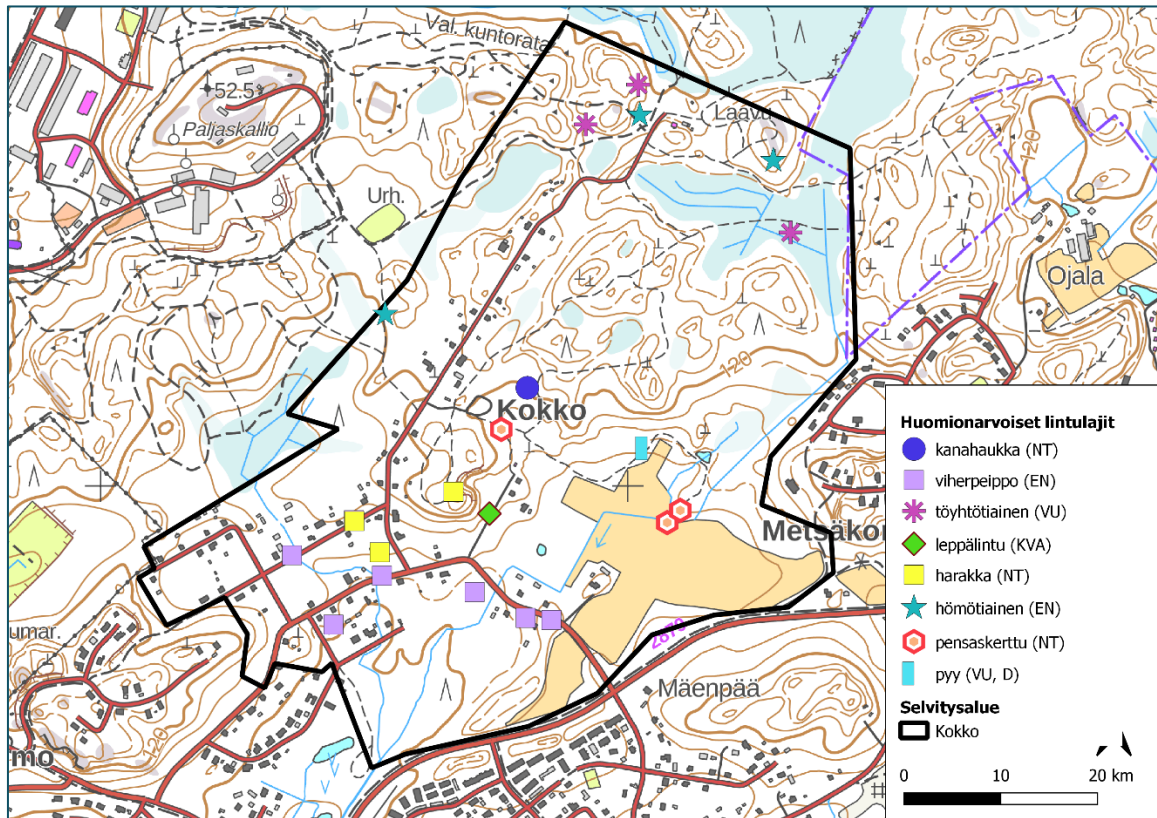 Val. kuntorata
52.5
Paljaskallio
Laavu
120
Urh.
Ojala
120
Kokko
Metsäkor
umar.
2870
Mäenpää
120
mo
Huomionarvoiset lintulajit
kanahaukka (NT)
viherpeippo (EN)
töyhtötiainen (VU)
leppälintu (KVA)
harakka (NT)
hömötiainen (EN)
pensaskerttu (NT)
pyy (VU, D)
Selvitysalue
Kokko
0 10 20 km